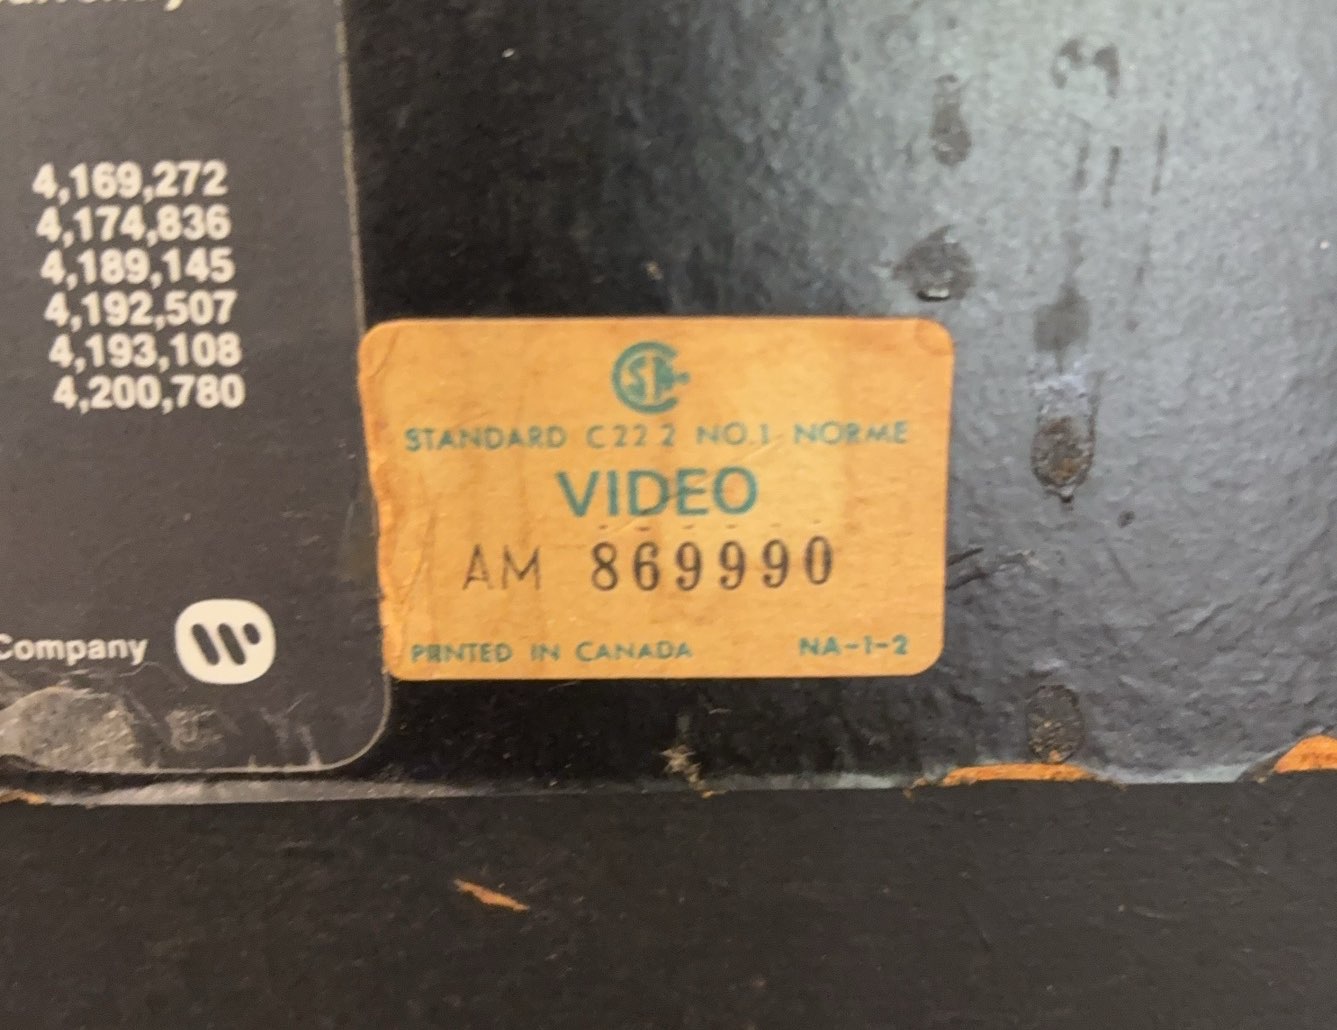 4,169,272
4,174,836
4,189,145
4,192,507
4,193,108
4,200,780
Company
STANDARD C22.2 NO.1 NORME
VIDEO
AM 869990
PRINTED IN CANADA NA-1-2